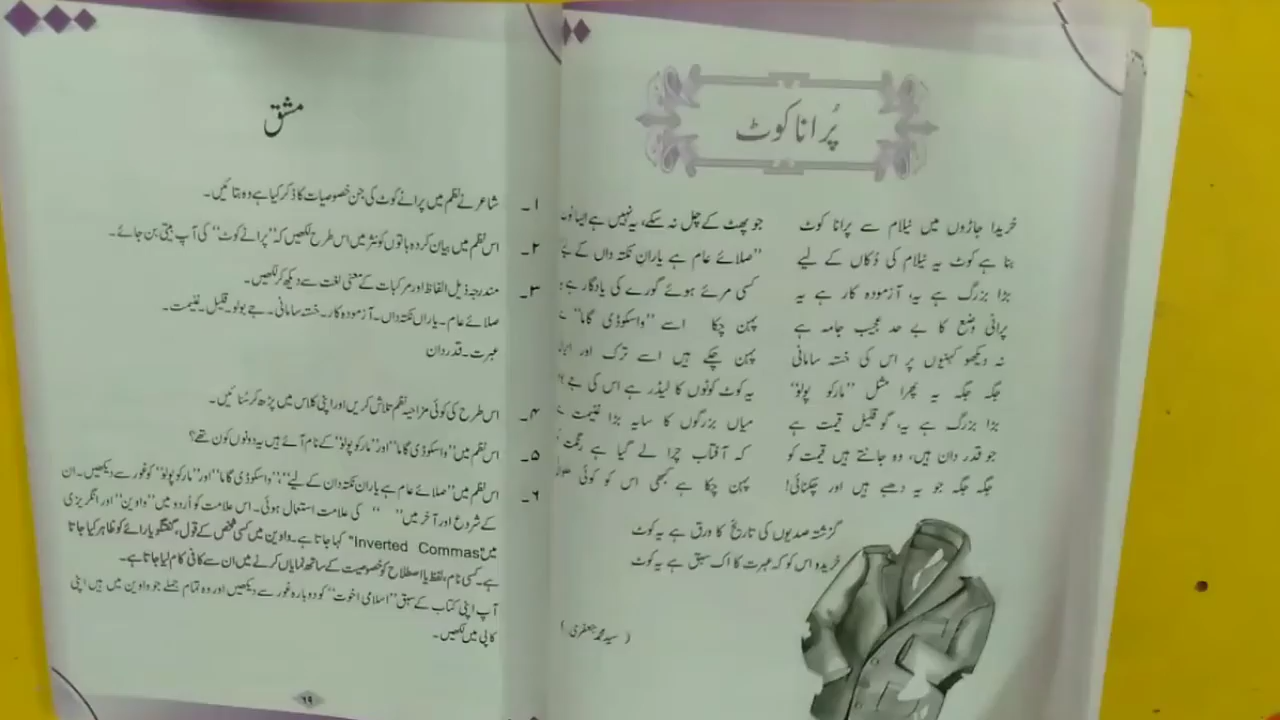 پُرانا کوٹ
خریدا جاڑوں میں نیلام سے پرانا کوٹ جو پھٹ کے چل نہ سکے، یہ نہیں ہے ایسا
بنا ہے کوٹ یہ نیلام کی دُکاں کے لیے "صلائے عام ہے یارانِ نکتہ داں کے
بڑا بزرگ ہے یہ، آزمودہ کار ہے یہ کسی مرے ہوئے گورے کی یادگار ہے
پرانی وضع کا بے حد عجیب جامہ ہے پہن چکا اسے "واسکوڈی گاما"
نہ دیکھو کہنیوں پر اس کی خستہ سامانی پہن چکے ہیں اسے ترک اور
جگہ جگہ یہ پھرا مثلِ "مارکو پولو" یہ کوٹ کوٹوں کا لیڈر ہے اس کی جے
بڑا بزرگ ہے یہ، گو قلیل قیمت ہے میاں بزرگوں کا سایہ بڑا غنیمت
جو قدر دان ہیں، وہ جانتے ہیں قیمت کو کہ آفتاب چرا لے گیا ہے رنگت
جگہ جگہ جو یہ دھبے ہیں اور چکنائی! پہن چکا ہے کبھی اس کو کوئی
گزشتہ صدیوں کی تاریخ کا ورق ہے یہ کوٹ
خریدو اس کو کہ عبرت کا اک سبق ہے یہ کوٹ
(سید محمد جعفری)
مشق
۱۔ شاعر نے نظم میں پرانے کوٹ کی جن خصوصیات کا ذکر کیا ہے وہ بتائیں۔
۲۔ اس نظم میں بیان کردہ باتوں کو نثر میں اس طرح لکھیں کہ "پرانے کوٹ" کی آپ بیتی بن جائے۔
۳۔ مندرجہ ذیل الفاظ اور مرکبات کے معنی لغت سے دیکھ کر لکھیں۔
صلائے عام۔ یاراں نکتہ داں۔ آزمودہ کار۔ خستہ سامانی۔ جے بولو۔ قلیل۔ غنیمت۔
عبرت۔ قدردان
۴۔ اس طرح کی کوئی مزاحیہ نظم تلاش کریں اور اپنی کلاس میں پڑھ کر سُنائیں۔
۵۔ اس نظم میں "واسکوڈی گاما" اور "مارکو پولو" کے نام آئے ہیں یہ دونوں کون تھے؟
۶۔ اس نظم میں "صلائے عام ہے یارانِ نکتہ داں کے لیے"، "واسکوڈی گاما" اور "مارکو پولو" کو غور سے دیکھیں۔ ان
کے شروع اور آخر میں " " کی علامت استعمال ہوئی۔ اس علامت کو اُردو میں "واوین" اور انگریزی
میں "Inverted Commas" کہا جاتا ہے۔ واوین میں کسی شخص کے قول، گفتگو یا رائے کو ظاہر کیا جاتا
ہے۔ کسی نام، لفظ یا اصطلاح کو خصوصیت کے ساتھ نمایاں کرنے میں ان سے کافی کام لیا جاتا ہے۔
آپ اپنی کتاب کے سبق "اسلامی اخوت" کو دوبارہ غور سے دیکھیں اور وہ تمام جملے جو واوین میں ہیں اپنی
کاپی میں لکھیں۔
۶۹